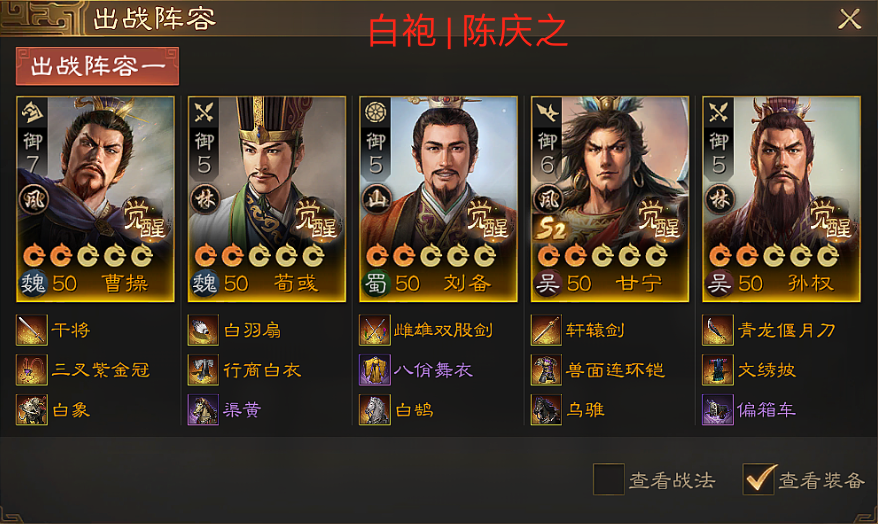 出战阵容
白袍 | 陈庆之
出战阵容一
御 7 风 觉醒 魏 50 曹操
御 5 林 觉醒 魏 50 荀彧
御 5 山 觉醒 蜀 50 刘备
御 6 风 S2 觉醒 吴 50 甘宁
御 5 林 觉醒 吴 50 孙权
干将 白羽扇 雌雄双股剑 轩辕剑 青龙偃月刀
三叉紫金冠 行商白衣 八佾舞衣 兽面连环铠 文绣披
白象 渠黄 白鹄 乌骓 偏箱车
查看战法 查看装备